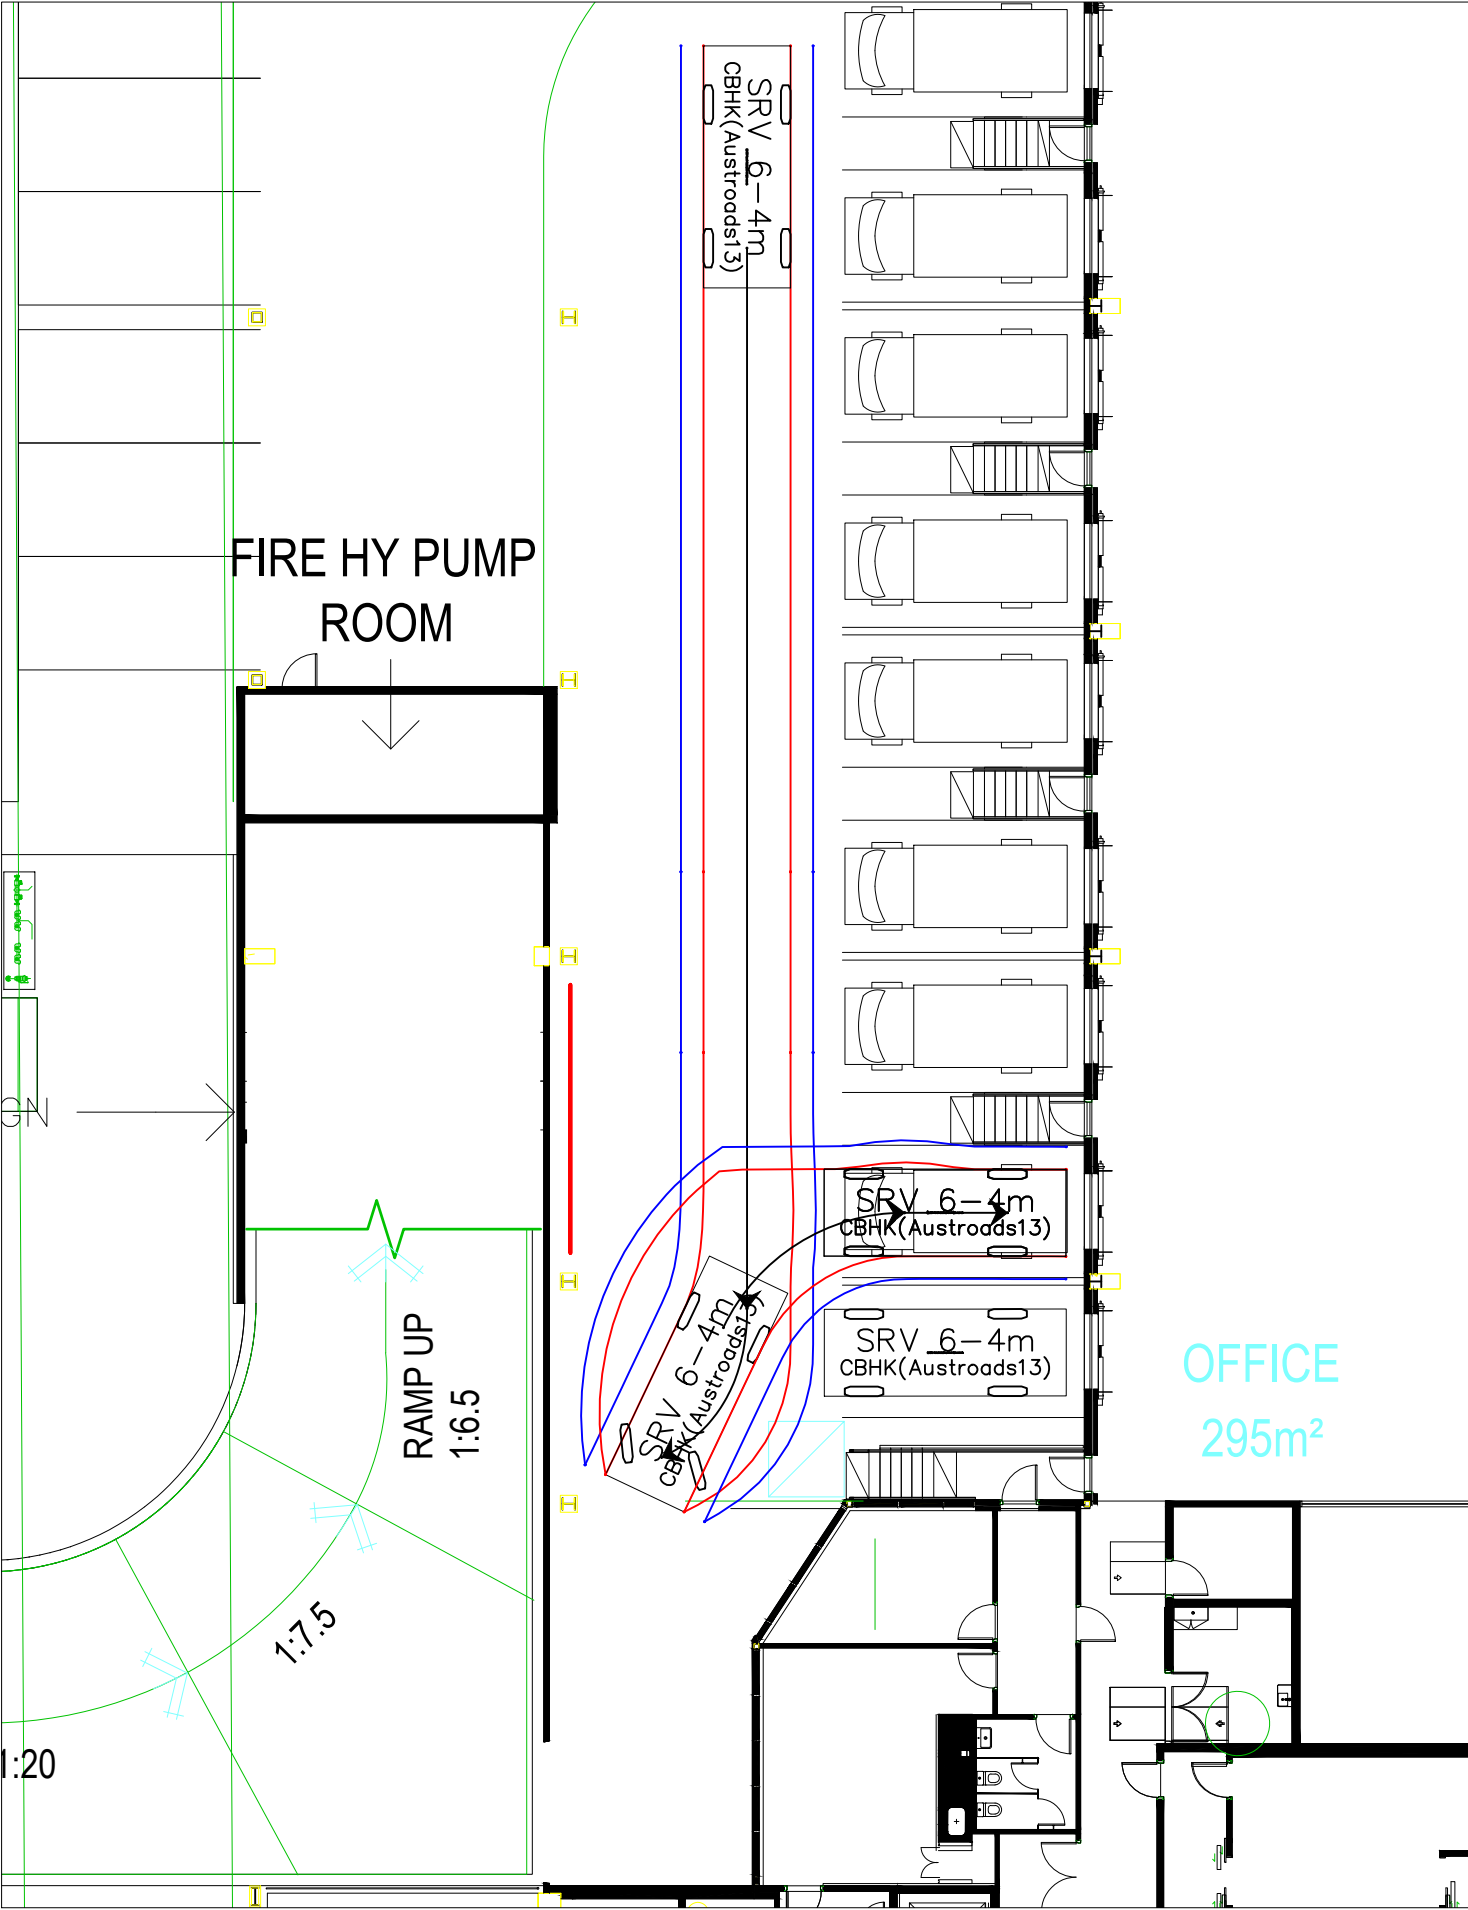 SRV 6-4m
CBHK(Austroads13)
FIRE HY PUMP
ROOM
SRV 6-4m
CBHK(Austroads13)
SRV 6-4m
CBHK(Austroads13)
SRV 6-4m
CBHK(Austroads13)
RAMP UP
1:6.5
OFFICE
295m²
1:7.5
1:20